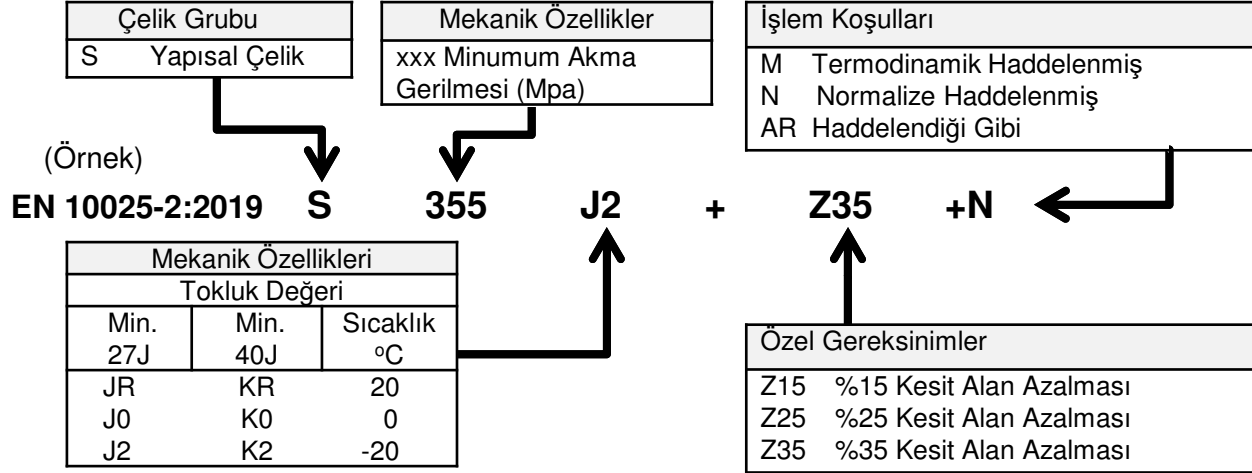 Çelik Grubu
S Yapısal Çelik
Mekanik Özellikler
xxx Minumum Akma
Gerilmesi (Mpa)
İşlem Koşulları
M Termodinamik Haddelenmiş
N Normalize Haddelenmiş
AR Haddelendiği Gibi
(Örnek)
EN 10025-2:2019 S 355 J2 + Z35 +N
Mekanik Özellikleri
Tokluk Değeri
Min. Min. Sıcaklık
27J 40J ºC
JR KR 20
J0 K0 0
J2 K2 -20
Özel Gereksinimler
Z15 %15 Kesit Alan Azalması
Z25 %25 Kesit Alan Azalması
Z35 %35 Kesit Alan Azalması